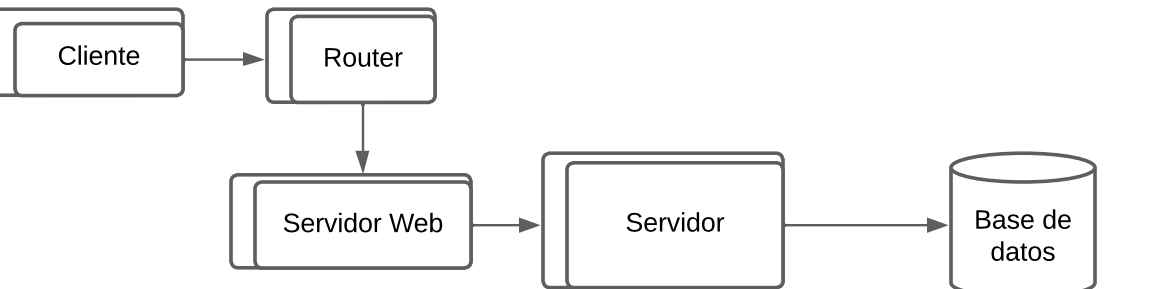 Cliente
Router
Servidor Web
Servidor
Base de
datos